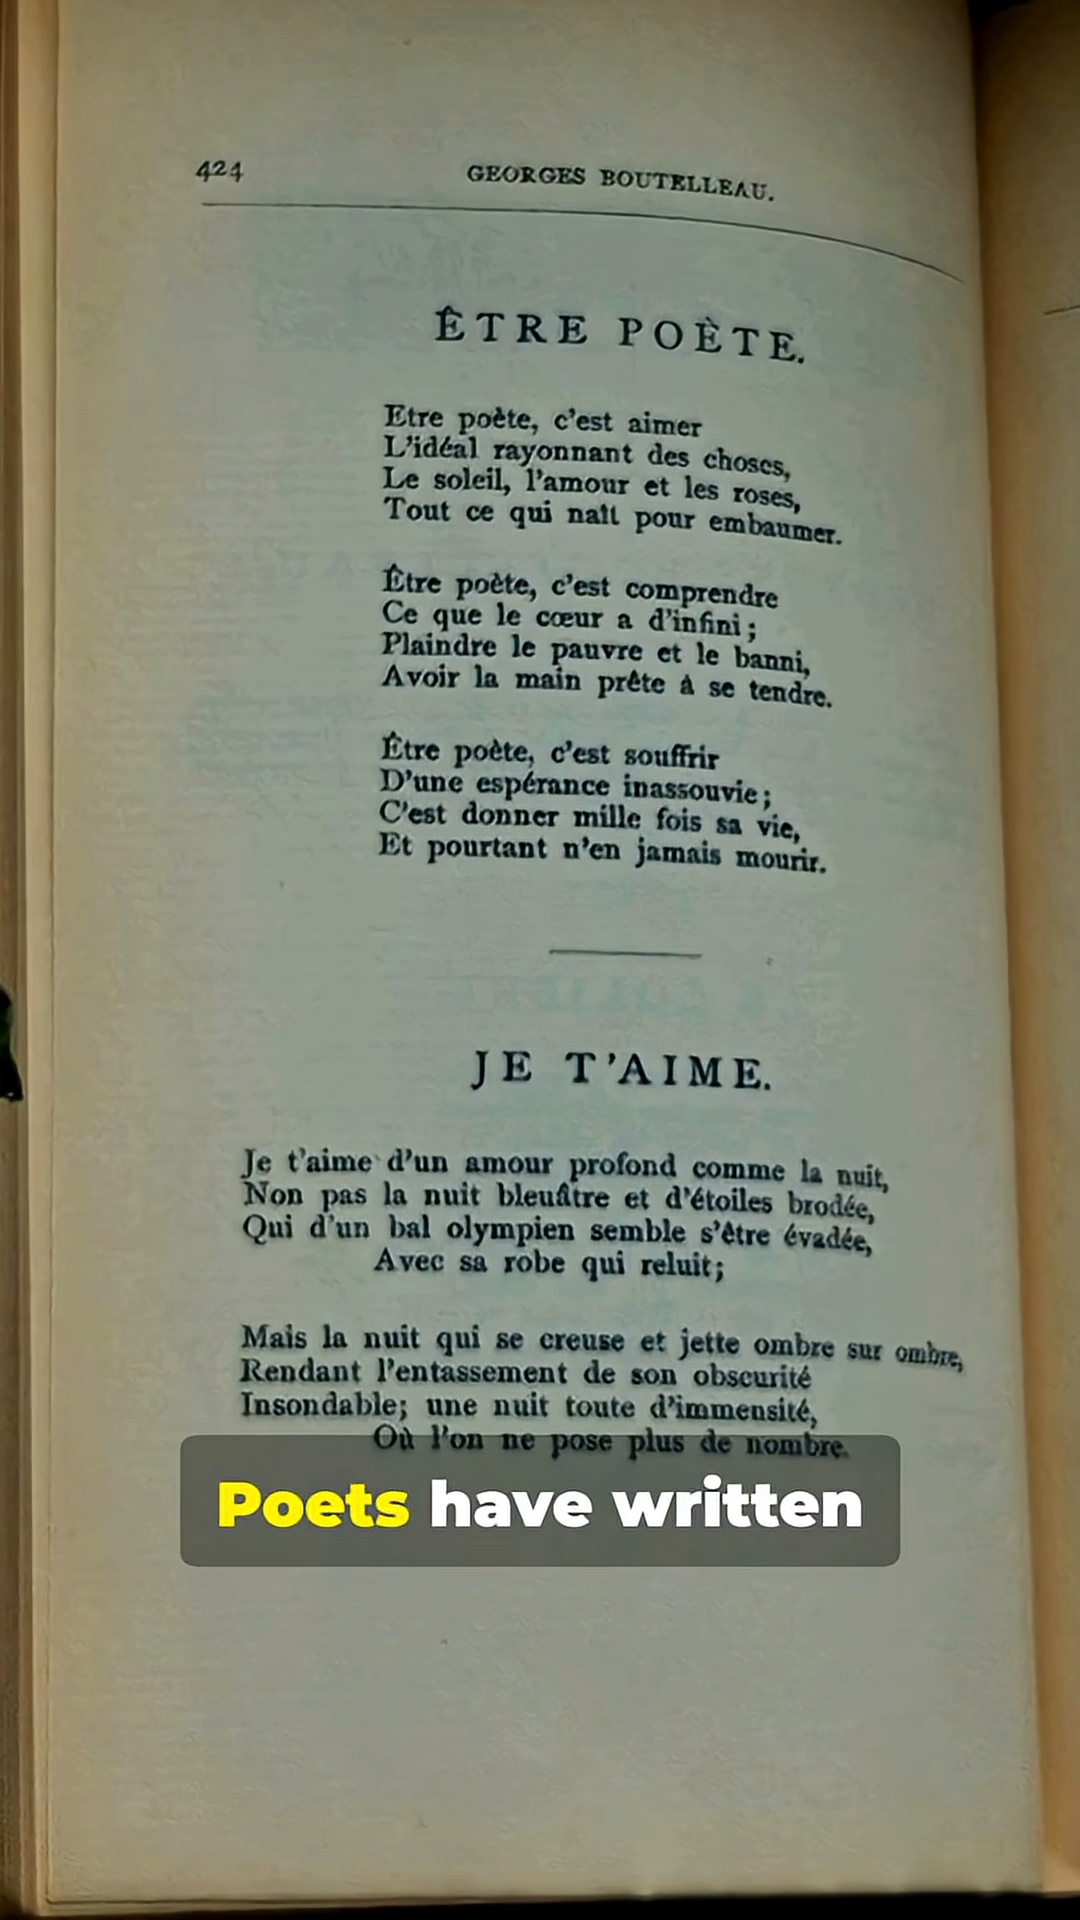 424
GEORGES BOUTELLEAU.
ÊTRE POÈTE.
Etre poète, c'est aimer
L'idéal rayonnant des choses,
Le soleil, l'amour et les roses,
Tout ce qui naît pour embaumer.
Être poète, c'est comprendre
Ce que le cœur a d'infini;
Plaindre le pauvre et le banni,
Avoir la main prête à se tendre.
Être poète, c'est souffrir
D'une espérance inassouvie;
C'est donner mille fois sa vie,
Et pourtant n'en jamais mourir.
JE T'AIME.
Je t'aime d'un amour profond comme la nuit,
Non pas la nuit bleuâtre et d'étoiles brodée,
Qui d'un bal olympien semble s'être évadée,
Avec sa robe qui reluit;
Mais la nuit qui se creuse et jette ombre sur ombre,
Rendant l'entassement de son obscurité
Insondable; une nuit toute d'immensité,
Où l'on ne pose plus de nombre.
Poets have written